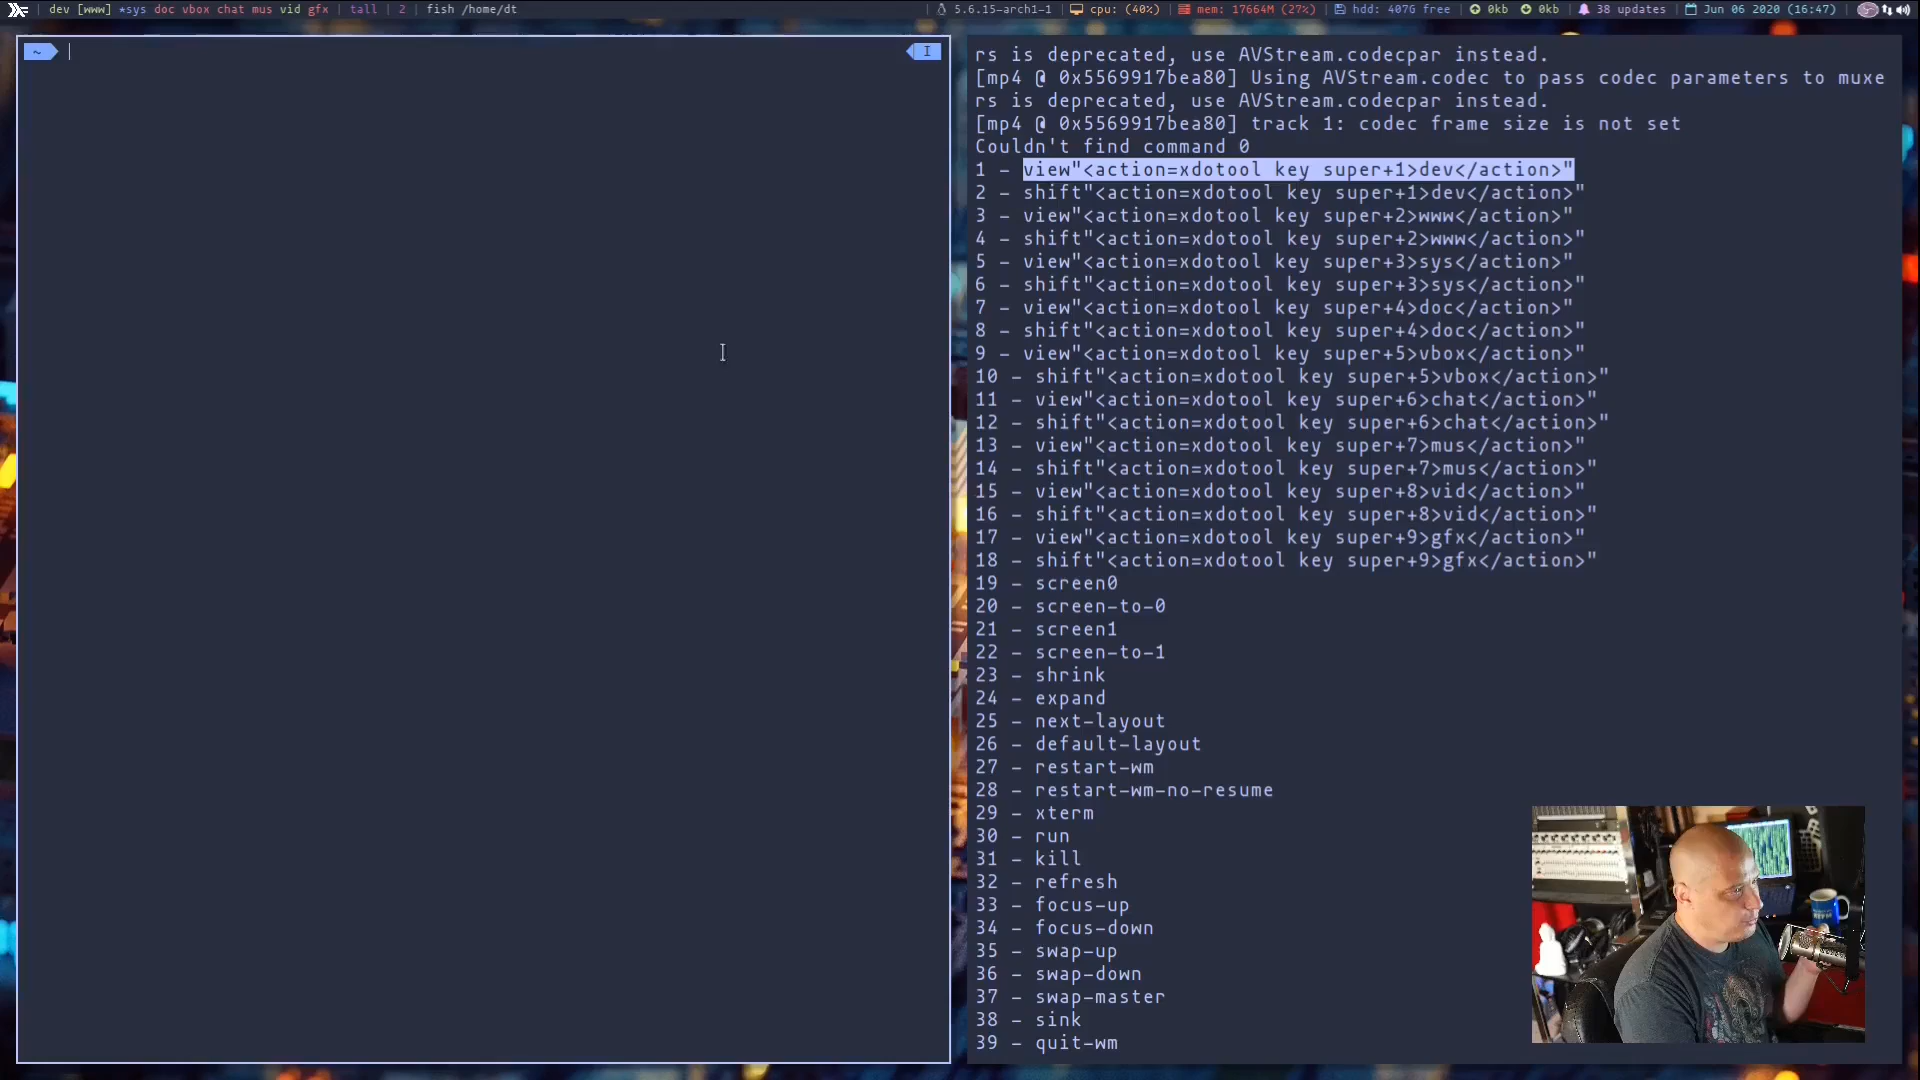 dev [www] *sys doc vbox chat mus vid gfx | tall | 2 | fish /home/dt
| 5.6.15-arch1-1 | cpu: (40%) | mem: 17664M (27%) | hdd: 407G free | 0kb 0kb | 38 updates | Jun 06 2020 (16:47) |
~
I
rs is deprecated, use AVStream.codecpar instead.
[mp4 @ 0x5569917bea80] Using AVStream.codec to pass codec parameters to muxe
rs is deprecated, use AVStream.codecpar instead.
[mp4 @ 0x5569917bea80] track 1: codec frame size is not set
Couldn't find command 0
1 - view"<action=xdotool key super+1>dev</action>"
2 - shift"<action=xdotool key super+1>dev</action>"
3 - view"<action=xdotool key super+2>www</action>"
4 - shift"<action=xdotool key super+2>www</action>"
5 - view"<action=xdotool key super+3>sys</action>"
6 - shift"<action=xdotool key super+3>sys</action>"
7 - view"<action=xdotool key super+4>doc</action>"
8 - shift"<action=xdotool key super+4>doc</action>"
9 - view"<action=xdotool key super+5>vbox</action>"
10 - shift"<action=xdotool key super+5>vbox</action>"
11 - view"<action=xdotool key super+6>chat</action>"
12 - shift"<action=xdotool key super+6>chat</action>"
13 - view"<action=xdotool key super+7>mus</action>"
14 - shift"<action=xdotool key super+7>mus</action>"
15 - view"<action=xdotool key super+8>vid</action>"
16 - shift"<action=xdotool key super+8>vid</action>"
17 - view"<action=xdotool key super+9>gfx</action>"
18 - shift"<action=xdotool key super+9>gfx</action>"
19 - screen0
20 - screen-to-0
21 - screen1
22 - screen-to-1
23 - shrink
24 - expand
25 - next-layout
26 - default-layout
27 - restart-wm
28 - restart-wm-no-resume
29 - xterm
30 - run
31 - kill
32 - refresh
33 - focus-up
34 - focus-down
35 - swap-up
36 - swap-down
37 - swap-master
38 - sink
39 - quit-wm